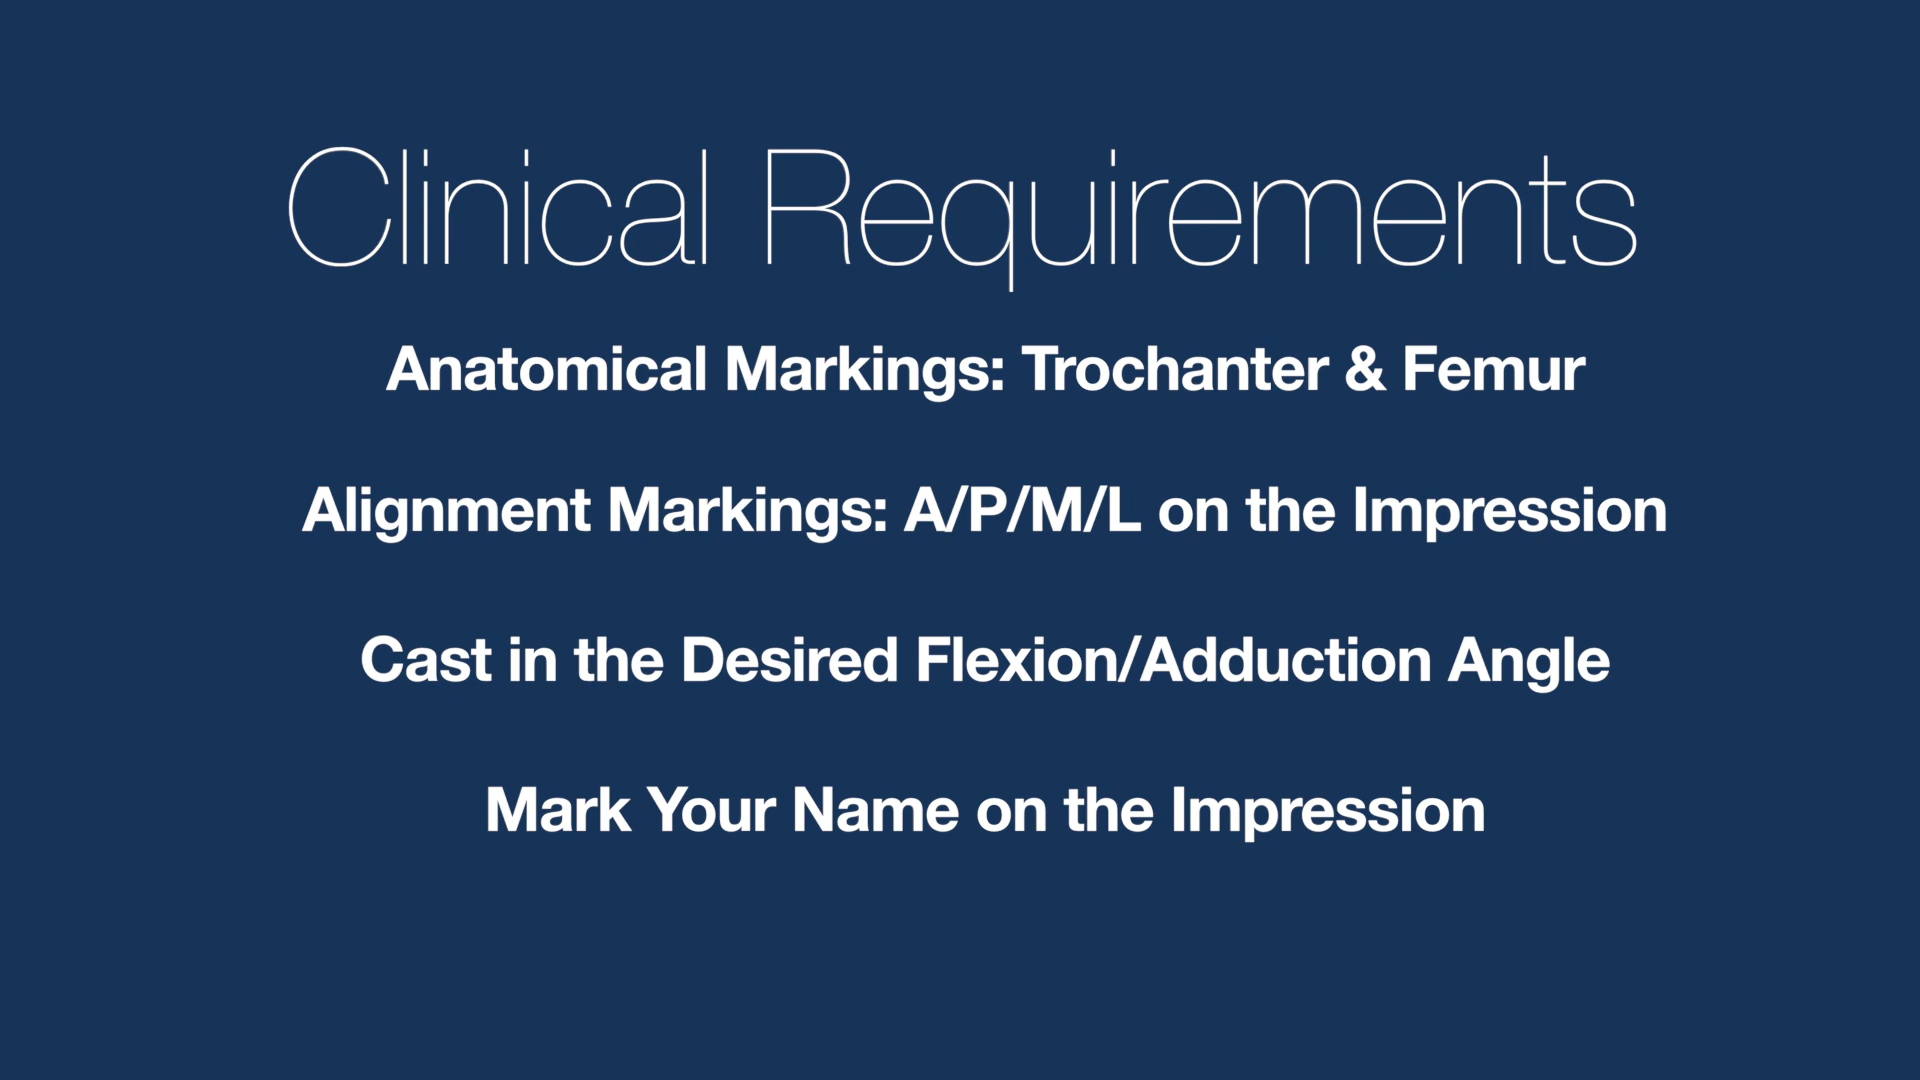 Clinical Requirements
Anatomical Markings: Trochanter & Femur
Alignment Markings: A/P/M/L on the Impression
Cast in the Desired Flexion/Adduction Angle
Mark Your Name on the Impression